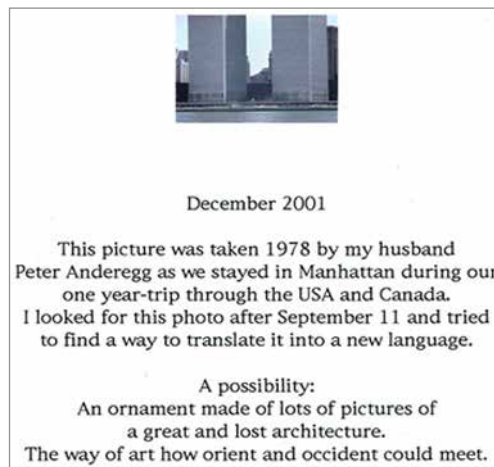 December 2001
This picture was taken 1978 by my husband
Peter Anderegg as we stayed in Manhattan during our
one year-trip through the USA and Canada.
I looked for this photo after September 11 and tried
to find a way to translate it into a new language.
A possibility:
An ornament made of lots of pictures of
a great and lost architecture.
The way of art how orient and occident could meet.